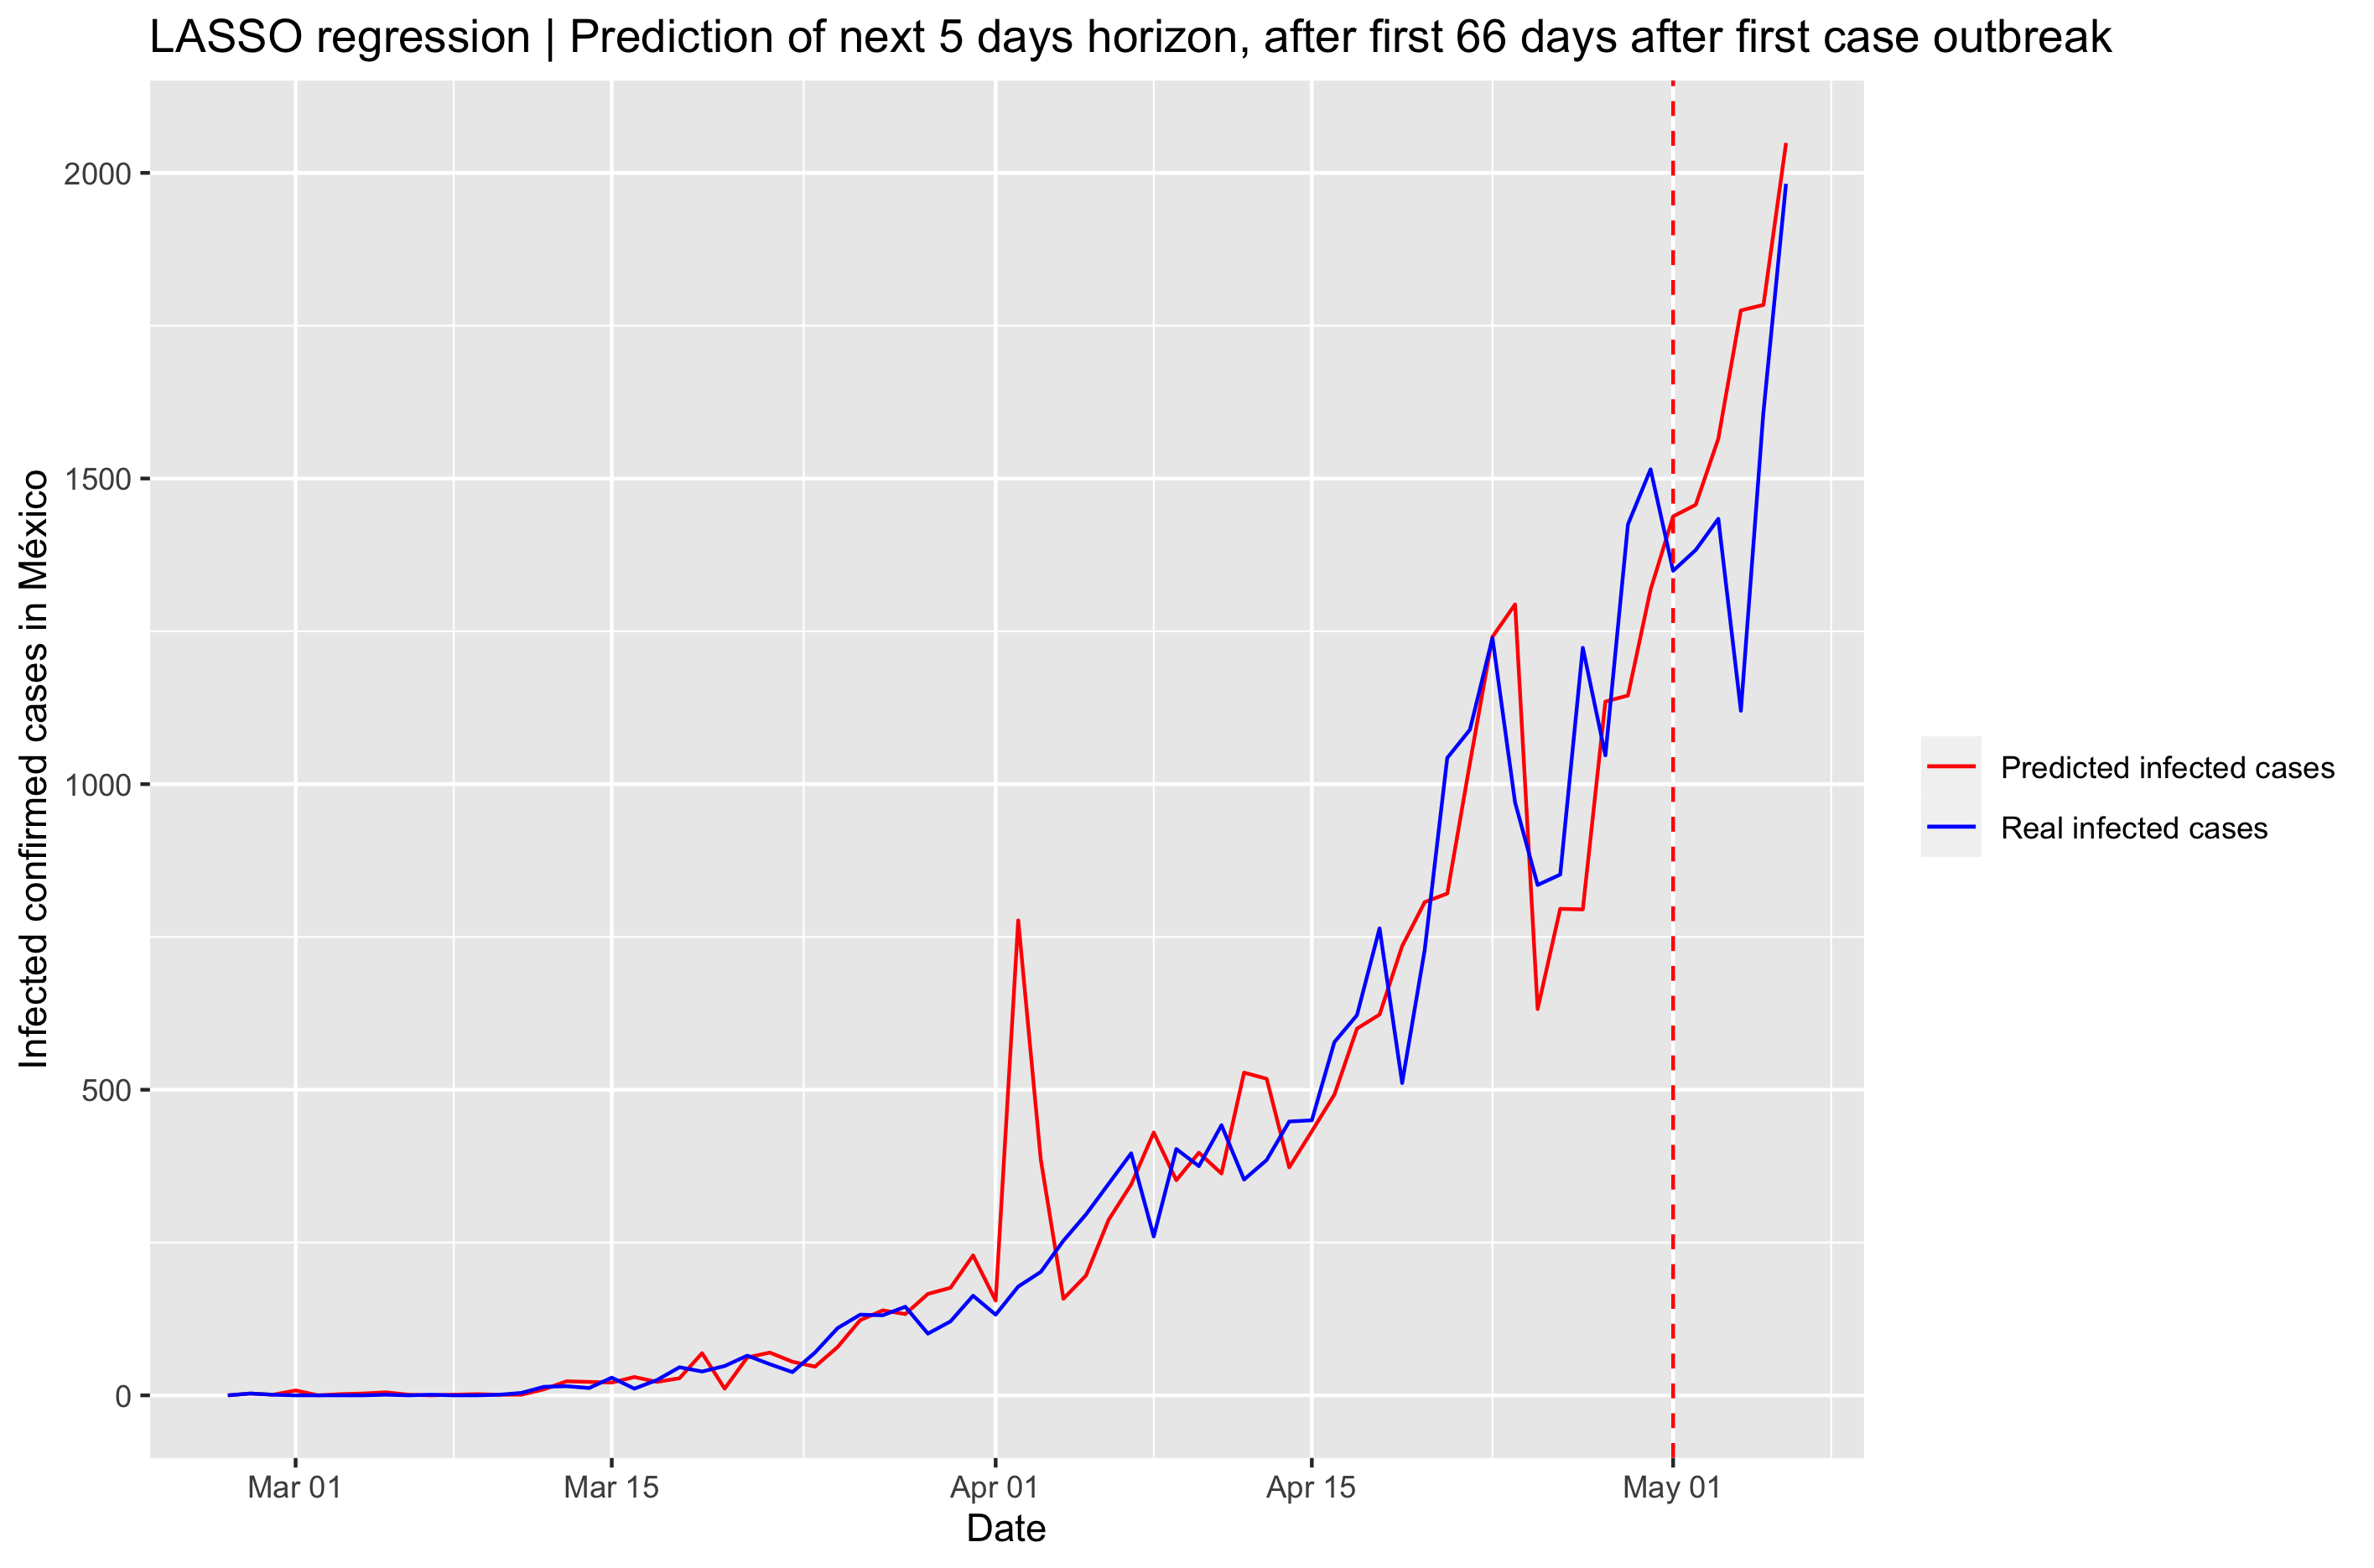 LASSO regression | Prediction of next 5 days horizon, after first 66 days after first case outbreak
Infected confirmed cases in México
2000
1500
1000
500
0
Mar 01
Mar 15
Apr 01
Apr 15
May 01
Date
Predicted infected cases
Real infected cases